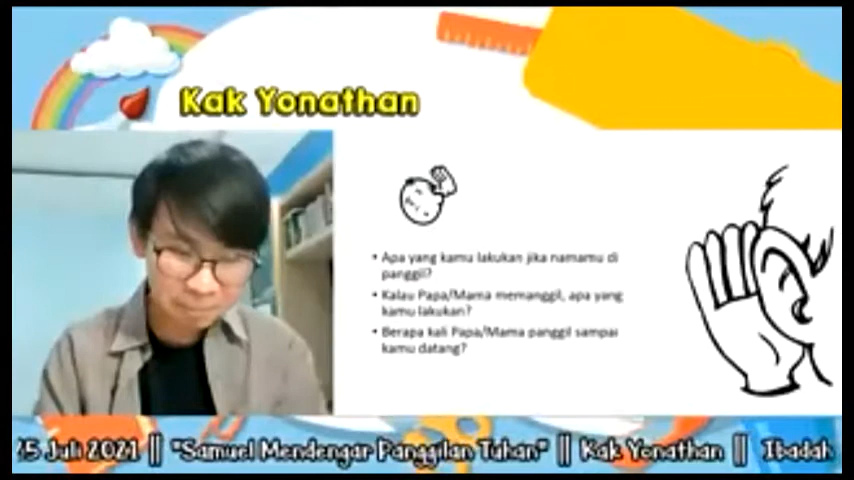 Kak Yonathan
• Apa yang kamu lakukan jika namamu di
panggil?
• Kalau Papa/Mama memanggil, apa yang
kamu lakukan?
• Berapa kali Papa/Mama panggil sampai
kamu datang?
5 Juli 2021 || "Samuel Mendengar Panggilan Tuhan" || Kak Yonathan || Ibadah